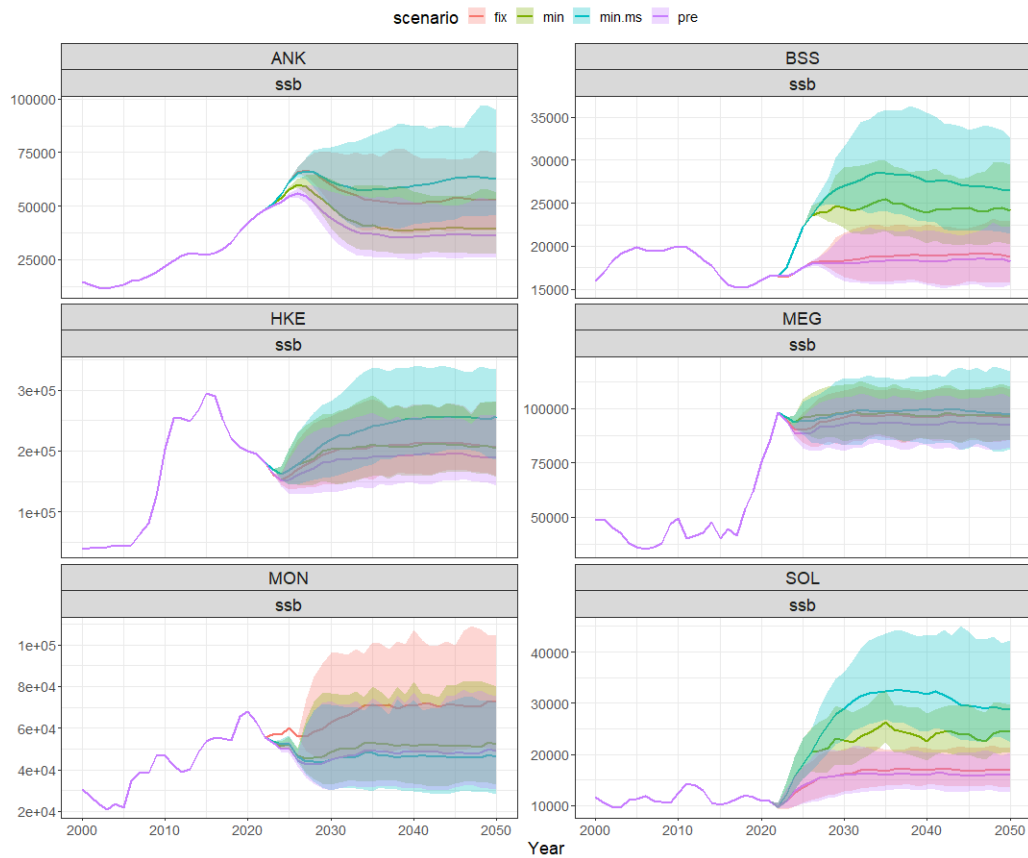 scenario fix min min.ms pre
ANK BSS
ssb ssb
100000
75000
50000
25000
35000
30000
25000
20000
15000
HKE MEG
ssb ssb
3e+05
2e+05
1e+05
100000
75000
50000
MON SOL
ssb ssb
1e+05
8e+04
6e+04
4e+04
2e+04
40000
30000
20000
10000
2000 2010 2020 2030 2040 2050 2000 2010 2020 2030 2040 2050
Year